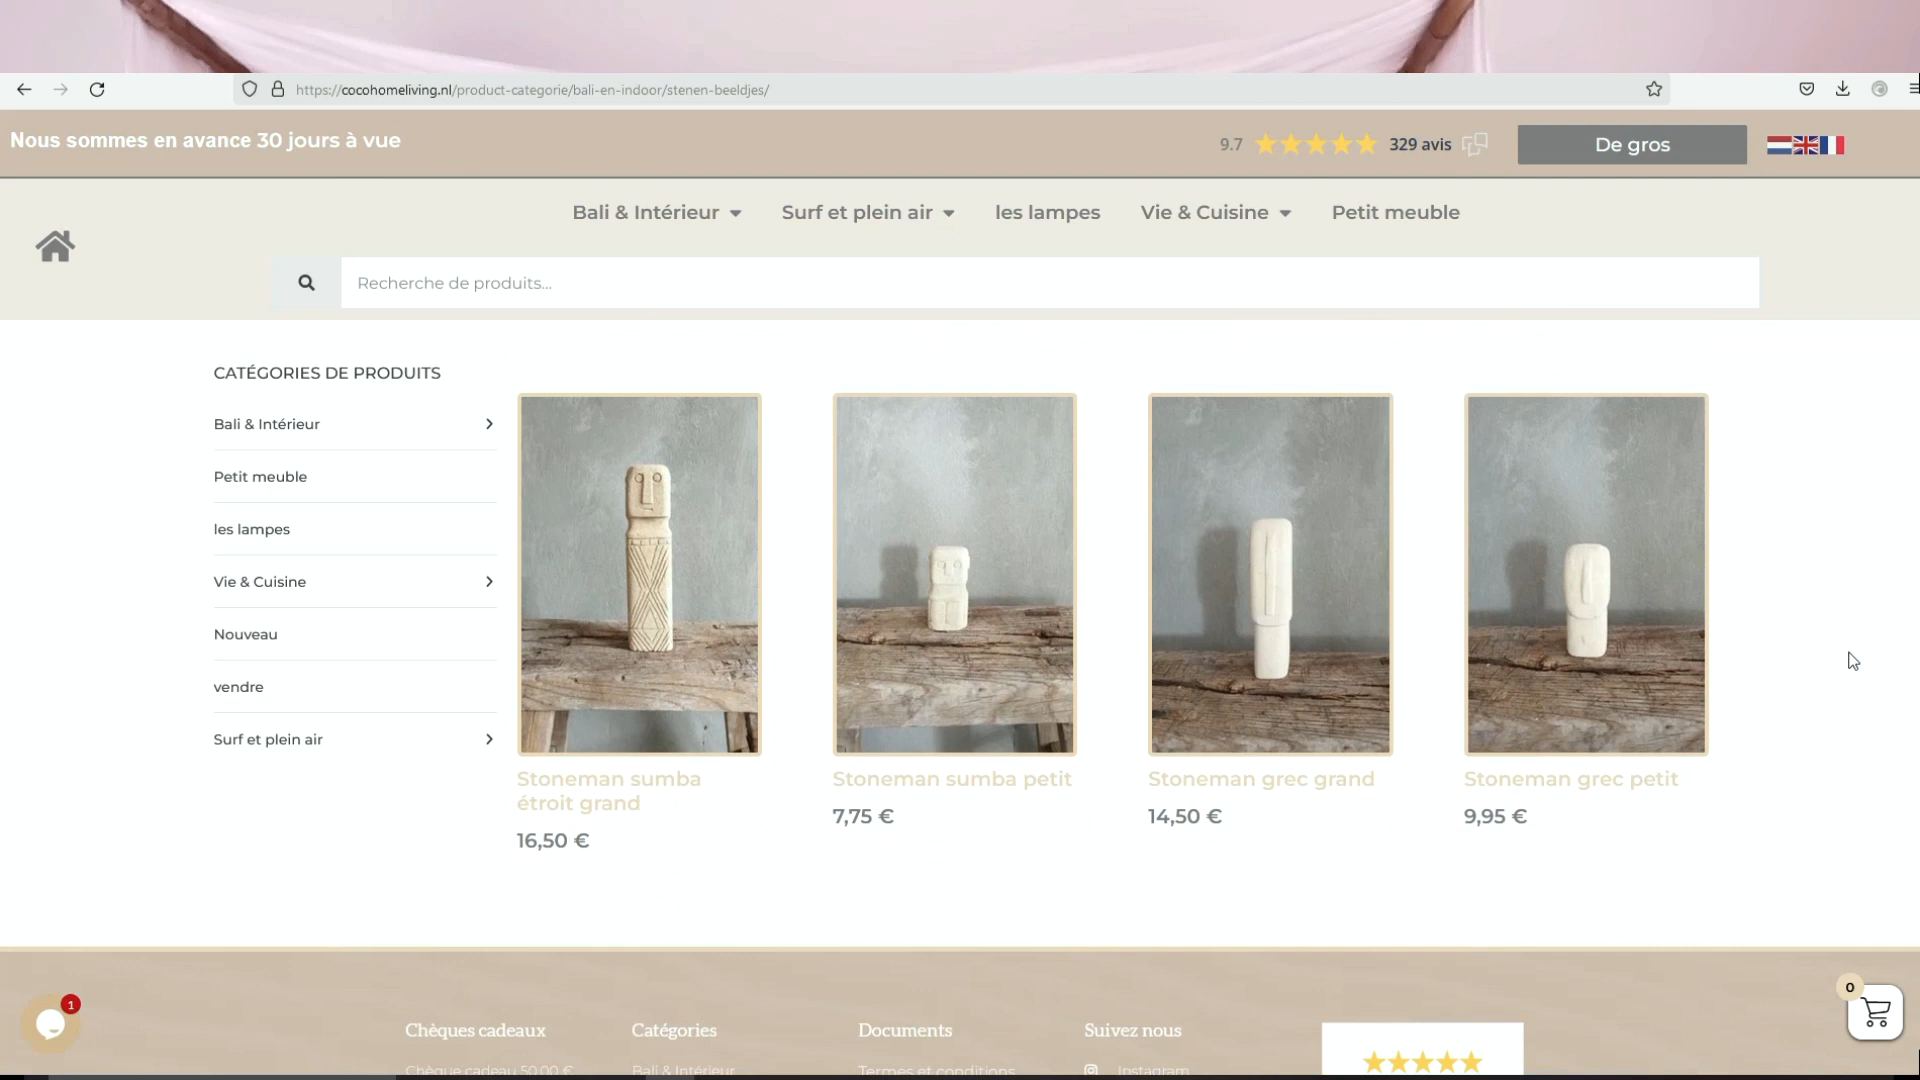 https://cocohomeliving.nl/product-categorie/bali-en-indoor/stenen-beeldjes/
Nous sommes en avance 30 jours à vue
9.7
329 avis
De gros
Bali & Intérieur
Surf et plein air
les lampes
Vie & Cuisine
Petit meuble
Recherche de produits...
CATÉGORIES DE PRODUITS
Bali & Intérieur
Petit meuble
les lampes
Vie & Cuisine
Nouveau
vendre
Surf et plein air
Stoneman sumba
étroit grand
16,50 €
Stoneman sumba petit
7,75 €
Stoneman grec grand
14,50 €
Stoneman grec petit
9,95 €
0
1
Chèques cadeaux
Catégories
Documents
Suivez nous
Chèque cadeau 50,00 €
Bali & Intérieur
Termes et conditions
Instagram